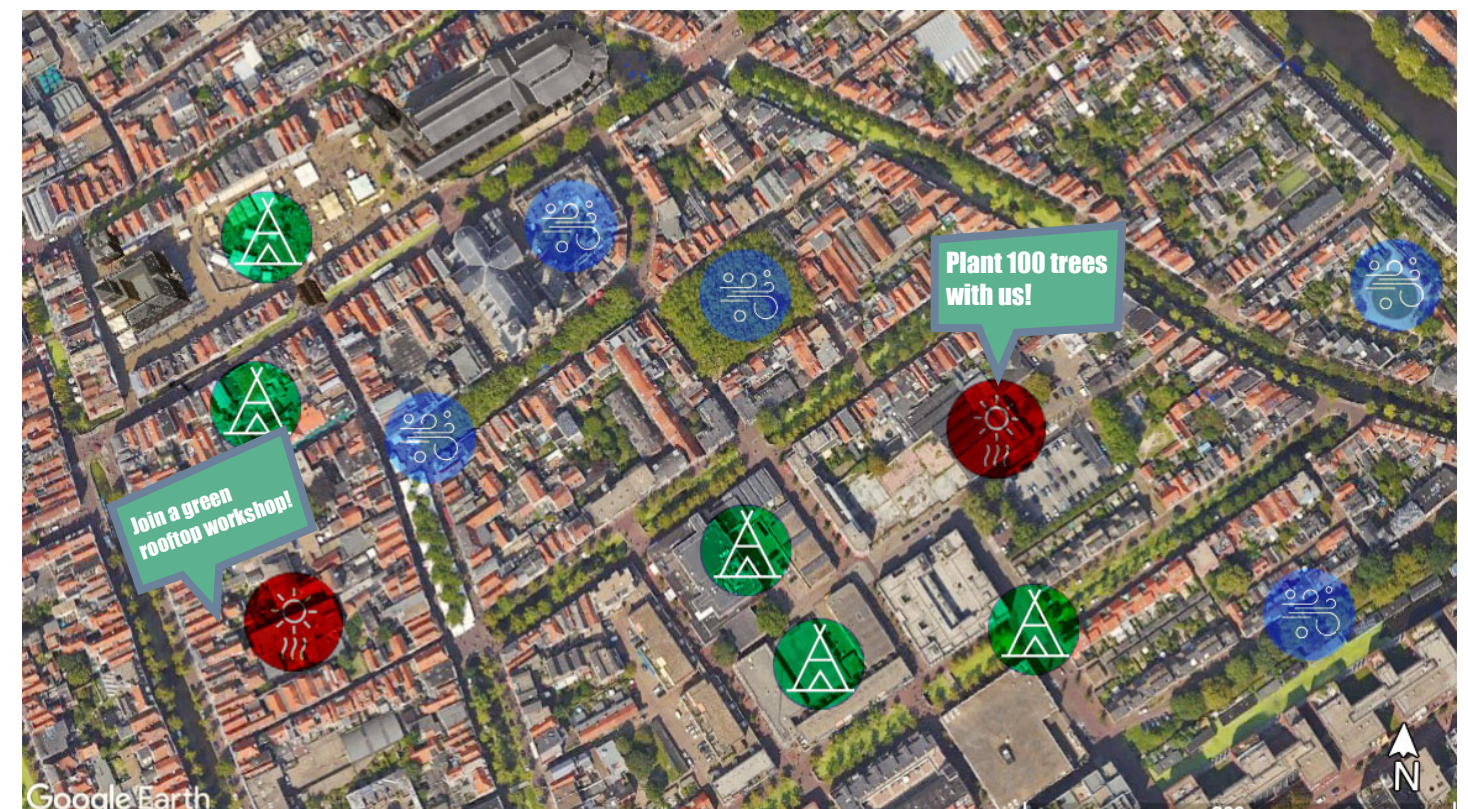 Plant 100 trees
with us!
Join a green
rooftop workshop!
Google Earth
N